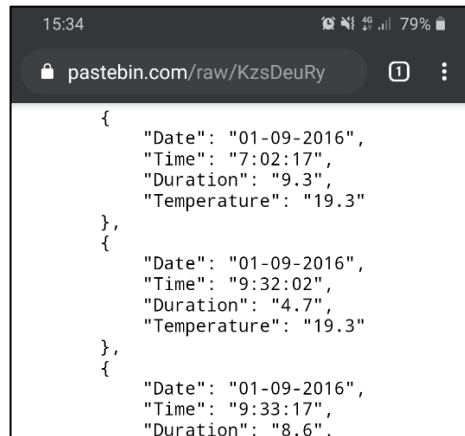 15:34 4G 79%
pastebin.com/raw/KzsDeuRy 1
{
"Date": "01-09-2016",
"Time": "7:02:17",
"Duration": "9.3",
"Temperature": "19.3"
},
{
"Date": "01-09-2016",
"Time": "9:32:02",
"Duration": "4.7",
"Temperature": "19.3"
},
{
"Date": "01-09-2016",
"Time": "9:33:17",
"Duration": "8.6",